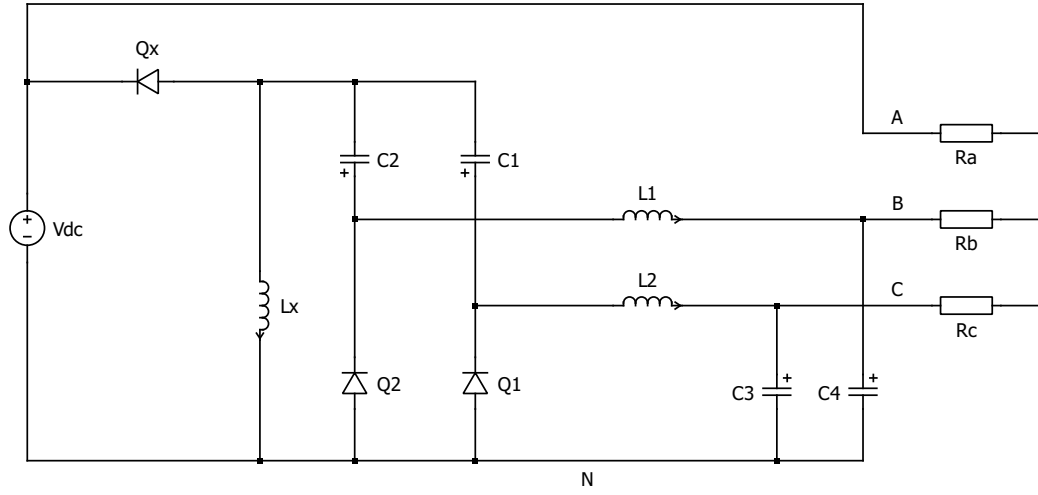 Qx
A
Ra
C2
C1
L1
B
Rb
+
−
Vdc
Lx
L2
C
Rc
Q2
Q1
C3
C4
+
+
+
+
N